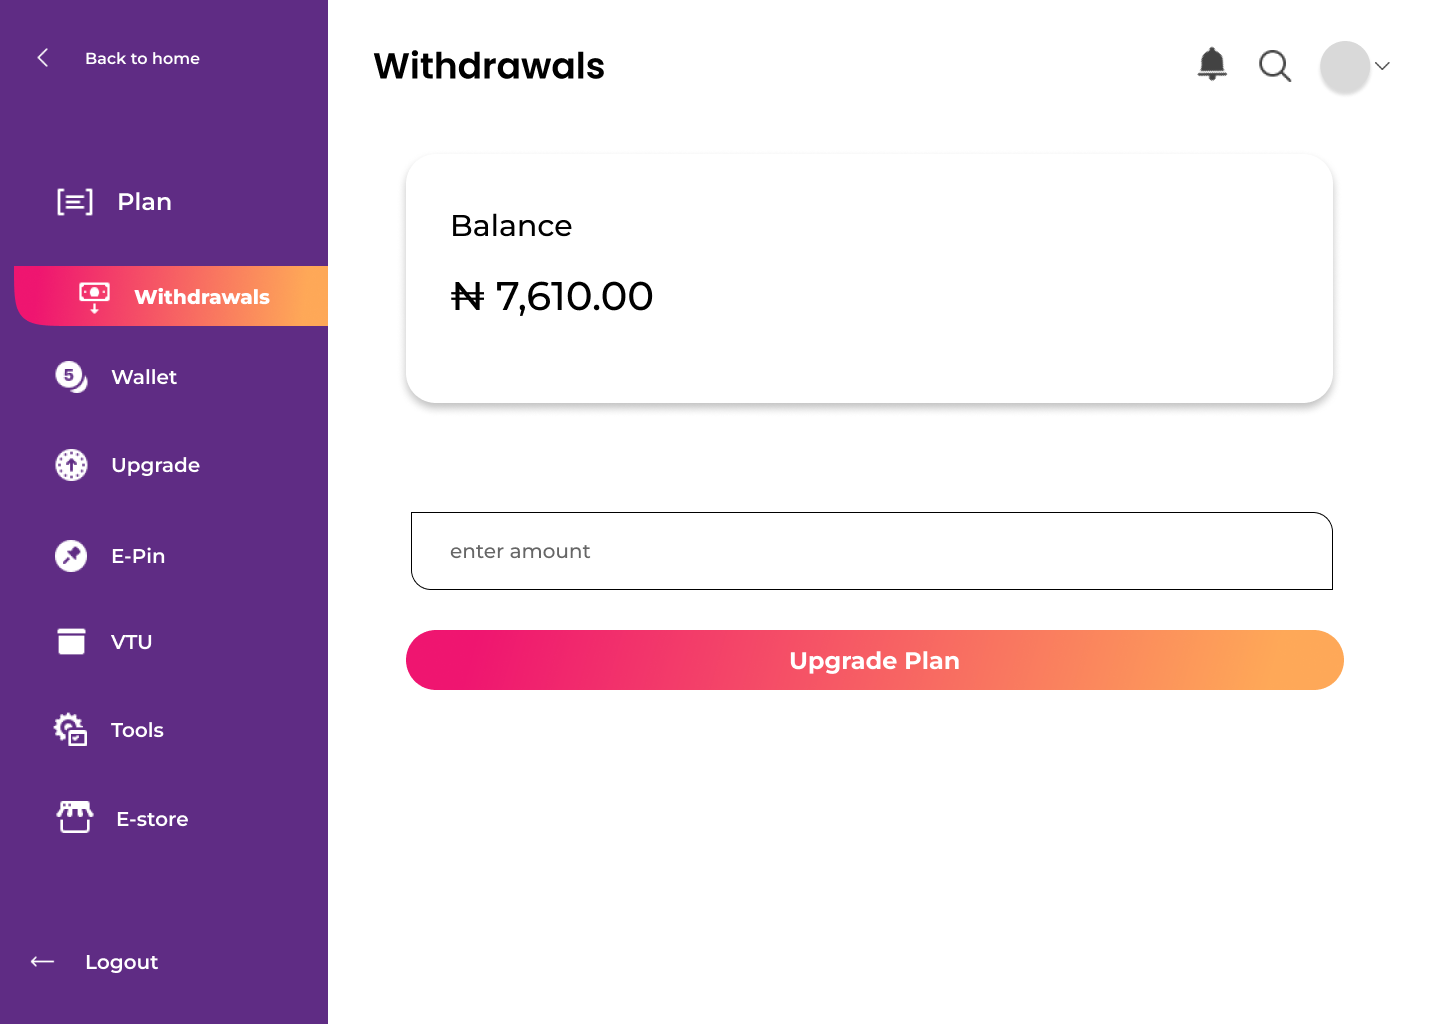 Back to home
Plan
Withdrawals
5
Wallet
Upgrade
E-Pin
VTU
Tools
E-store
Logout
Withdrawals
Balance
₦ 7,610.00
enter amount
Upgrade Plan